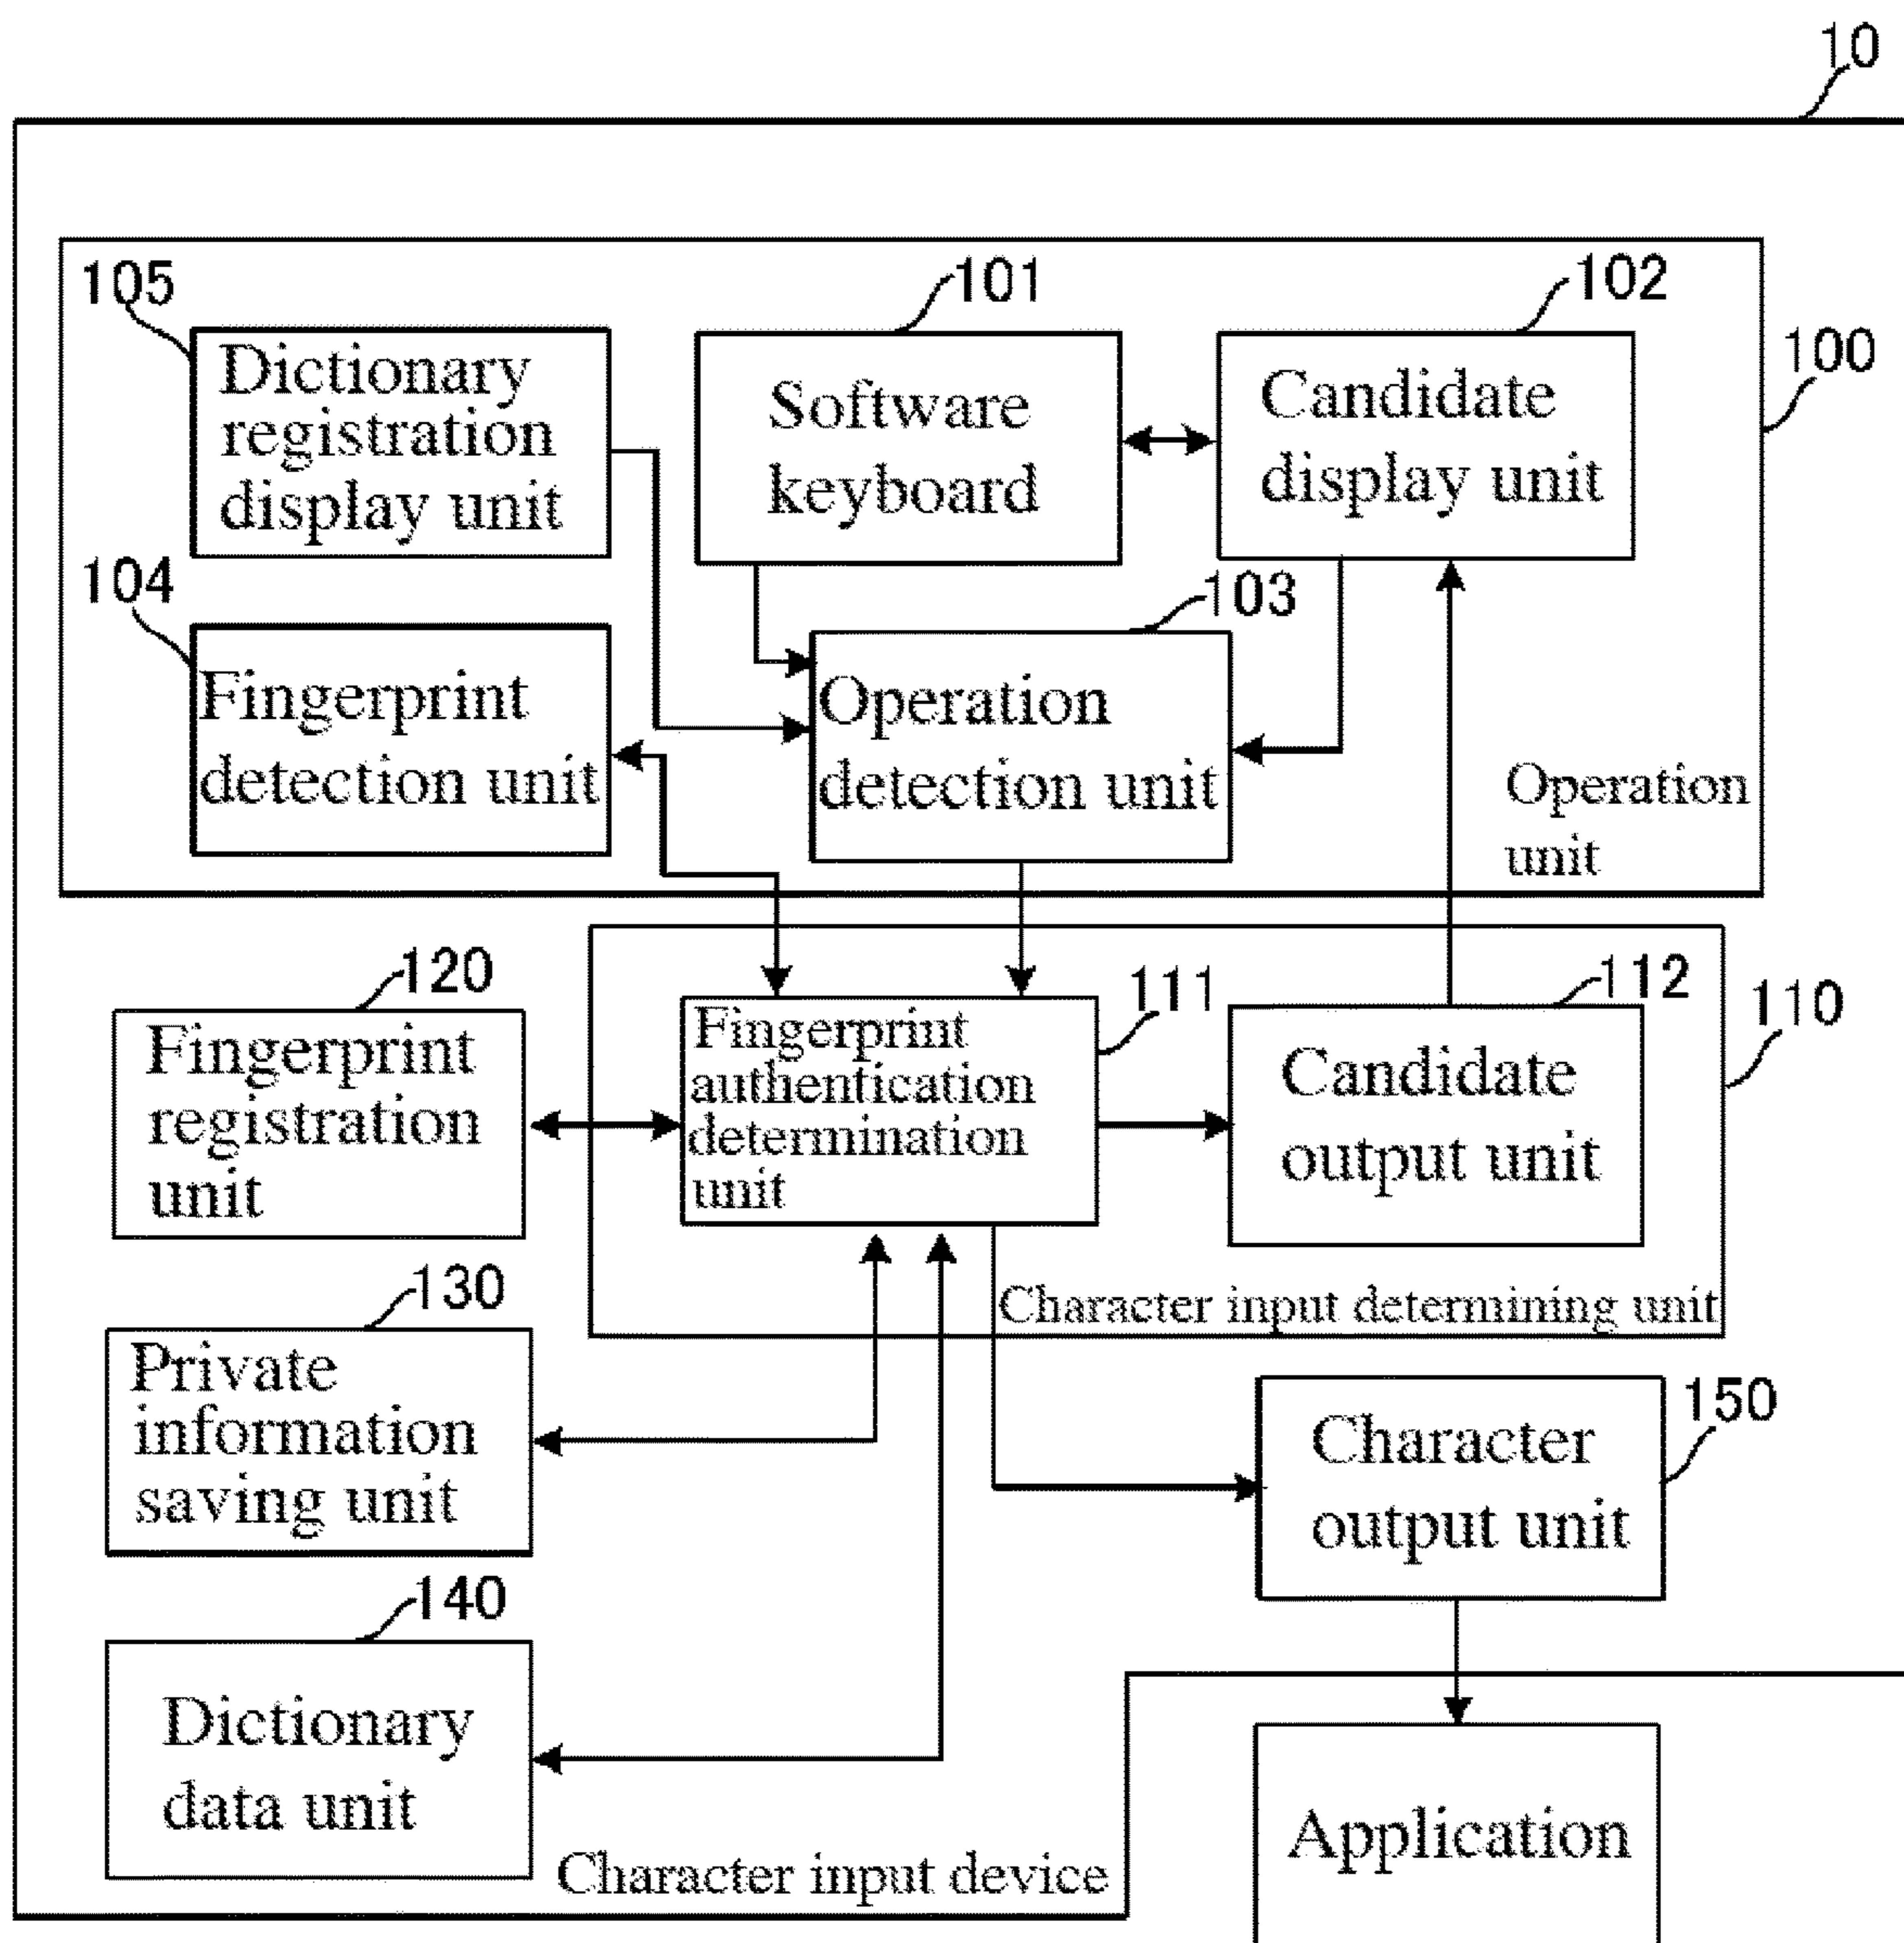 10
105
Dictionary
registration
display unit
101
Software
keyboard
102
Candidate
display unit
100
104
Fingerprint
detection unit
103
Operation
detection unit
Operation
unit
120
Fingerprint
registration
unit
111
Fingerprint
authentication
determination
unit
112
Candidate
output unit
110
Character input determining unit
130
Private
information
saving unit
150
Character
output unit
140
Dictionary
data unit
Character input device
Application